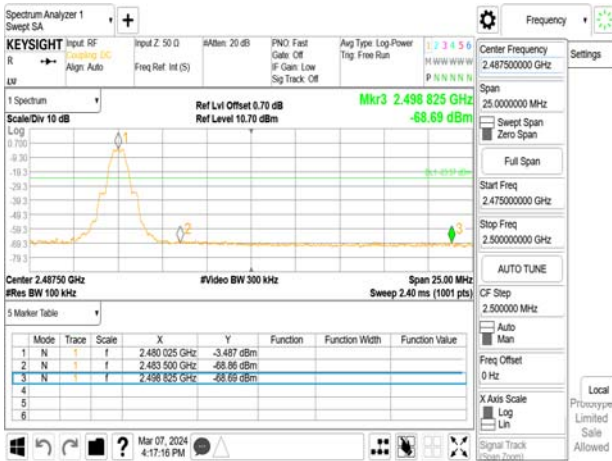 Spectrum Analyzer 1
Swept SA
Frequency
KEYSIGHT
R
Input: RF
Coupling: DC
Align: Auto
Input Z: 50 Ω
Freq Ref: Int (S)
#Atten: 20 dB
PNO: Fast
Gate: Off
IF Gain: Low
Sig Track: Off
Avg Type: Log-Power
Trig: Free Run
1 2 3 4 5 6
M W W W W W
P N N N N N
1 Spectrum
Scale/Div 10 dB
Ref Lvl Offset 0.70 dB
Ref Level 10.70 dBm
Mkr3 2.498 825 GHz
-68.69 dBm
Log
0.700
-9.30
-19.3
-29.3
-39.3
-49.3
-59.3
-69.3
-79.3
1
2
3
Center 2.48750 GHz
#Res BW 100 kHz
#Video BW 300 kHz
Span 25.00 MHz
Sweep 2.40 ms (1001 pts)
5 Marker Table
Mode Trace Scale X Y Function Function Width Function Value
1 N 1 f 2.480 025 GHz -3.487 dBm
2 N 1 f 2.483 500 GHz -68.86 dBm
3 N 1 f 2.498 825 GHz -68.69 dBm
4
5
6
Mar 07, 2024
4:17:16 PM
Center Frequency
2.487500000 GHz
Span
25.0000000 MHz
Swept Span
Zero Span
Full Span
Start Freq
2.475000000 GHz
Stop Freq
2.500000000 GHz
AUTO TUNE
CF Step
2.500000 MHz
Auto
Man
Freq Offset
0 Hz
X Axis Scale
Log
Lin
Signal Track
(Span Zoom)
Settings
Local
Prototype
Limited
Sale
Allowed